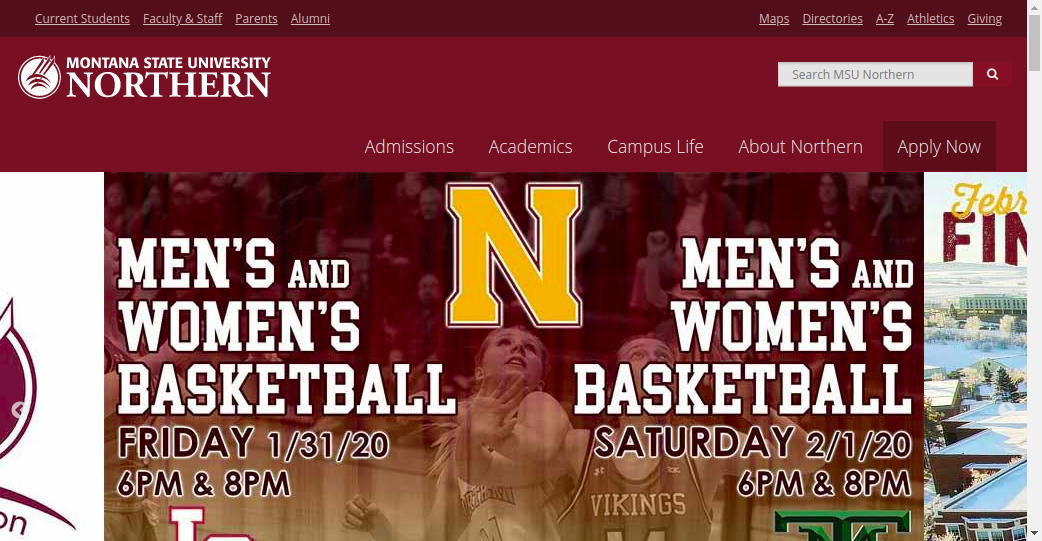 Current Students Faculty & Staff Parents Alumni
Maps Directories A-Z Athletics Giving
MONTANA STATE UNIVERSITY
NORTHERN
Search MSU Northern
Admissions Academics Campus Life About Northern Apply Now
N
MEN'S AND
WOMEN'S
BASKETBALL
FRIDAY 1/31/20
6PM & 8PM
MEN'S AND
WOMEN'S
BASKETBALL
SATURDAY 2/1/20
6PM & 8PM
VIKINGS
Febr
FIN
on